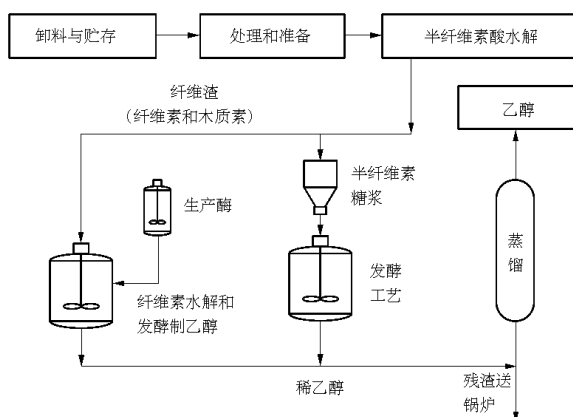 卸料与贮存
处理和准备
半纤维素酸水解
纤维渣
（纤维素和木质素）
乙醇
生产酶
半纤维素
糖浆
蒸馏
发酵
工艺
纤维素水解和
发酵制乙醇
稀乙醇
残渣送
锅炉